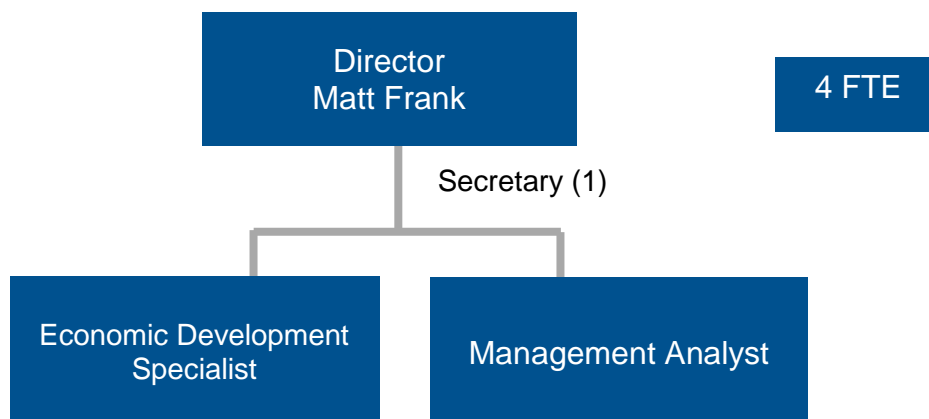 Director
Matt Frank
4 FTE
Secretary (1)
Economic Development
Specialist
Management Analyst